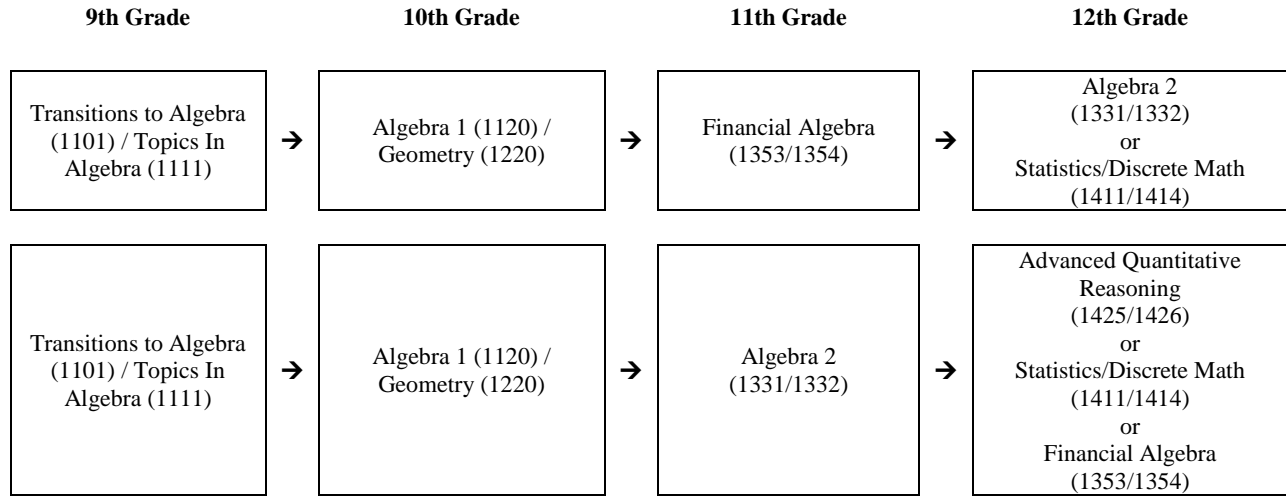 9th Grade
10th Grade
11th Grade
12th Grade
Transitions to Algebra
(1101) / Topics In
Algebra (1111)
→
Algebra 1 (1120) /
Geometry (1220)
→
Financial Algebra
(1353/1354)
→
Algebra 2
(1331/1332)
or
Statistics/Discrete Math
(1411/1414)
Transitions to Algebra
(1101) / Topics In
Algebra (1111)
→
Algebra 1 (1120) /
Geometry (1220)
→
Algebra 2
(1331/1332)
→
Advanced Quantitative
Reasoning
(1425/1426)
or
Statistics/Discrete Math
(1411/1414)
or
Financial Algebra
(1353/1354)